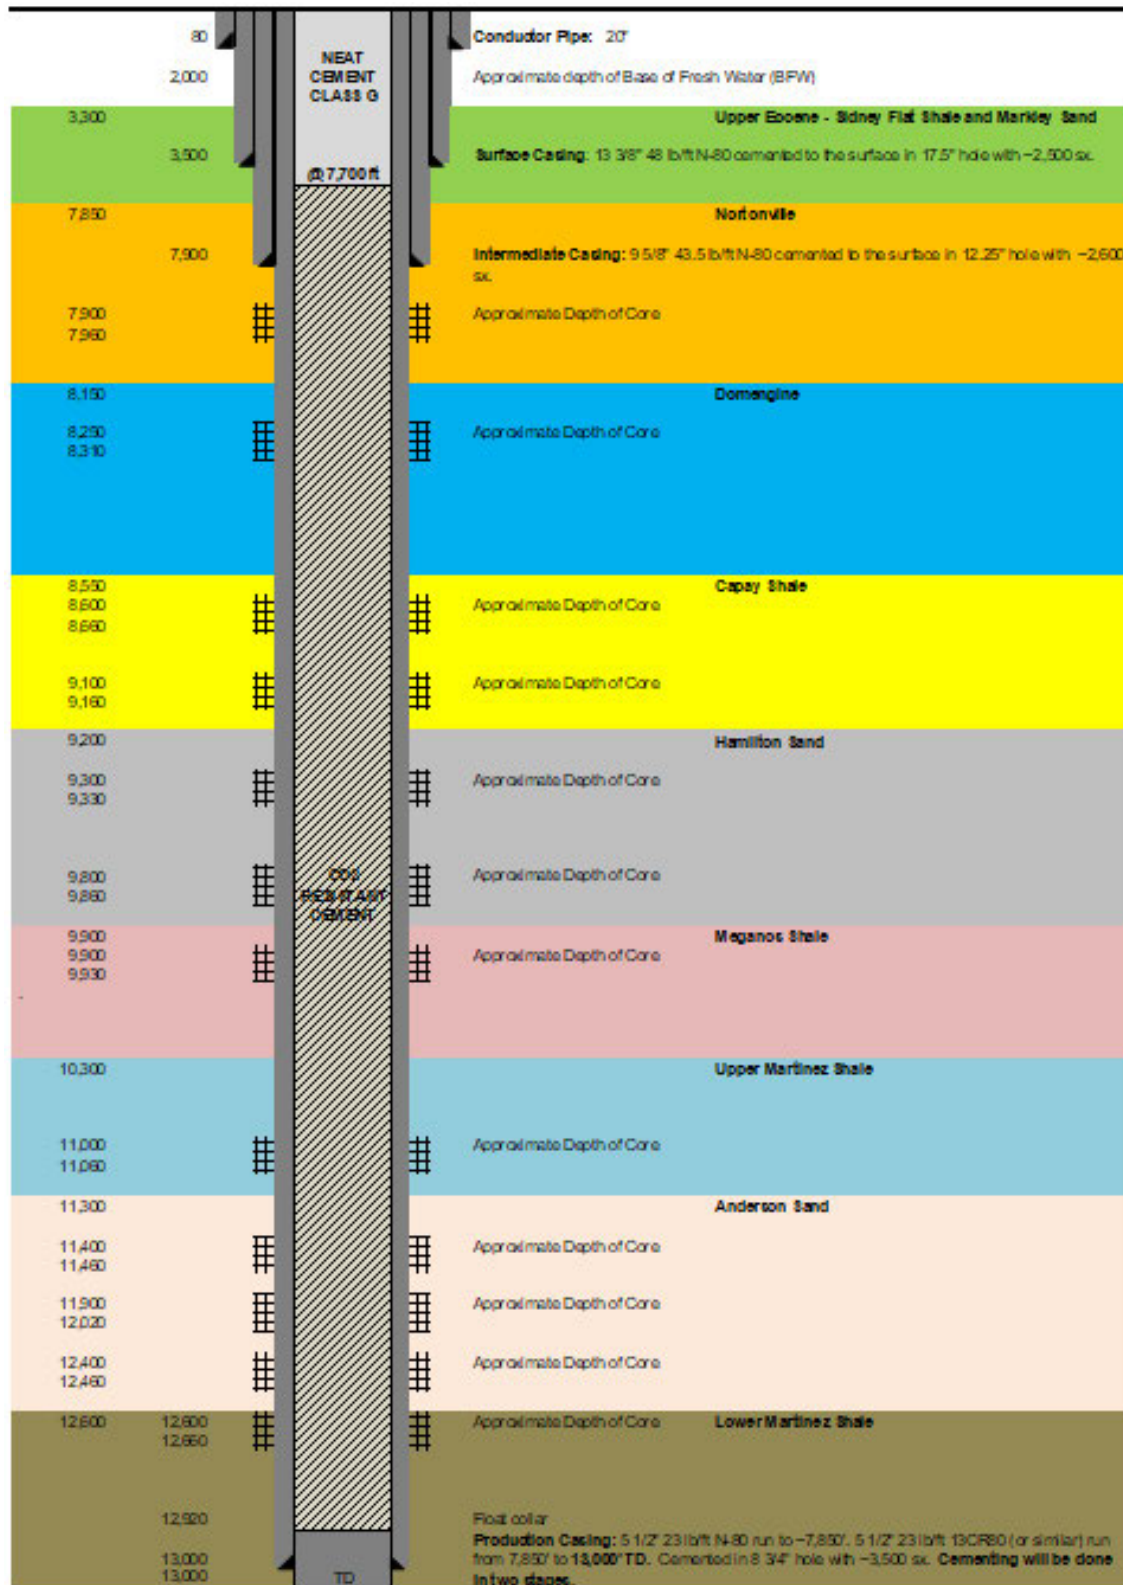 80 Conductor Pipe: 20"
NEAT
CEMENT
CLASS G
2,000 Approximate depth of Base of Fresh Water (BFW)
3,300 Upper Eocene - Sidney Flat Shale and Markley Sand
3,500 Surface Casing: 13 3/8" 48 lb/ft N-80 cemented to the surface in 17.5" hole with ~2,500 sx.
@ 7,700 ft
7,850 Nortonville
7,900 Intermediate Casing: 9 5/8" 43.5 lb/ft N-80 cemented to the surface in 12.25" hole with ~2,600
sx.
7,900 Approximate Depth of Core
7,960
8,150 Domengine
8,250 Approximate Depth of Core
8,310
8,550 Capay Shale
8,600 Approximate Depth of Core
8,660
9,100 Approximate Depth of Core
9,160
9,200 Hamilton Sand
9,300 Approximate Depth of Core
9,330
9,800 Approximate Depth of Core
9,860
CO2
RESISTANT
CEMENT
9,900 Meganos Shale
9,900 Approximate Depth of Core
9,930
10,300 Upper Martinez Shale
11,000 Approximate Depth of Core
11,060
11,300 Anderson Sand
11,400 Approximate Depth of Core
11,460
11,900 Approximate Depth of Core
12,020
12,400 Approximate Depth of Core
12,460
12,600 12,600 Approximate Depth of Core Lower Martinez Shale
12,660
12,920 Float collar
Production Casing: 5 1/2" 23 lb/ft N-80 run to ~7,850'. 5 1/2" 23 lb/ft 13CR80 (or similar) run
13,000 from 7,850' to 13,000' TD. Cemented in 8 3/4" hole with ~3,500 sx. Cementing will be done
13,000 TD in two stages.